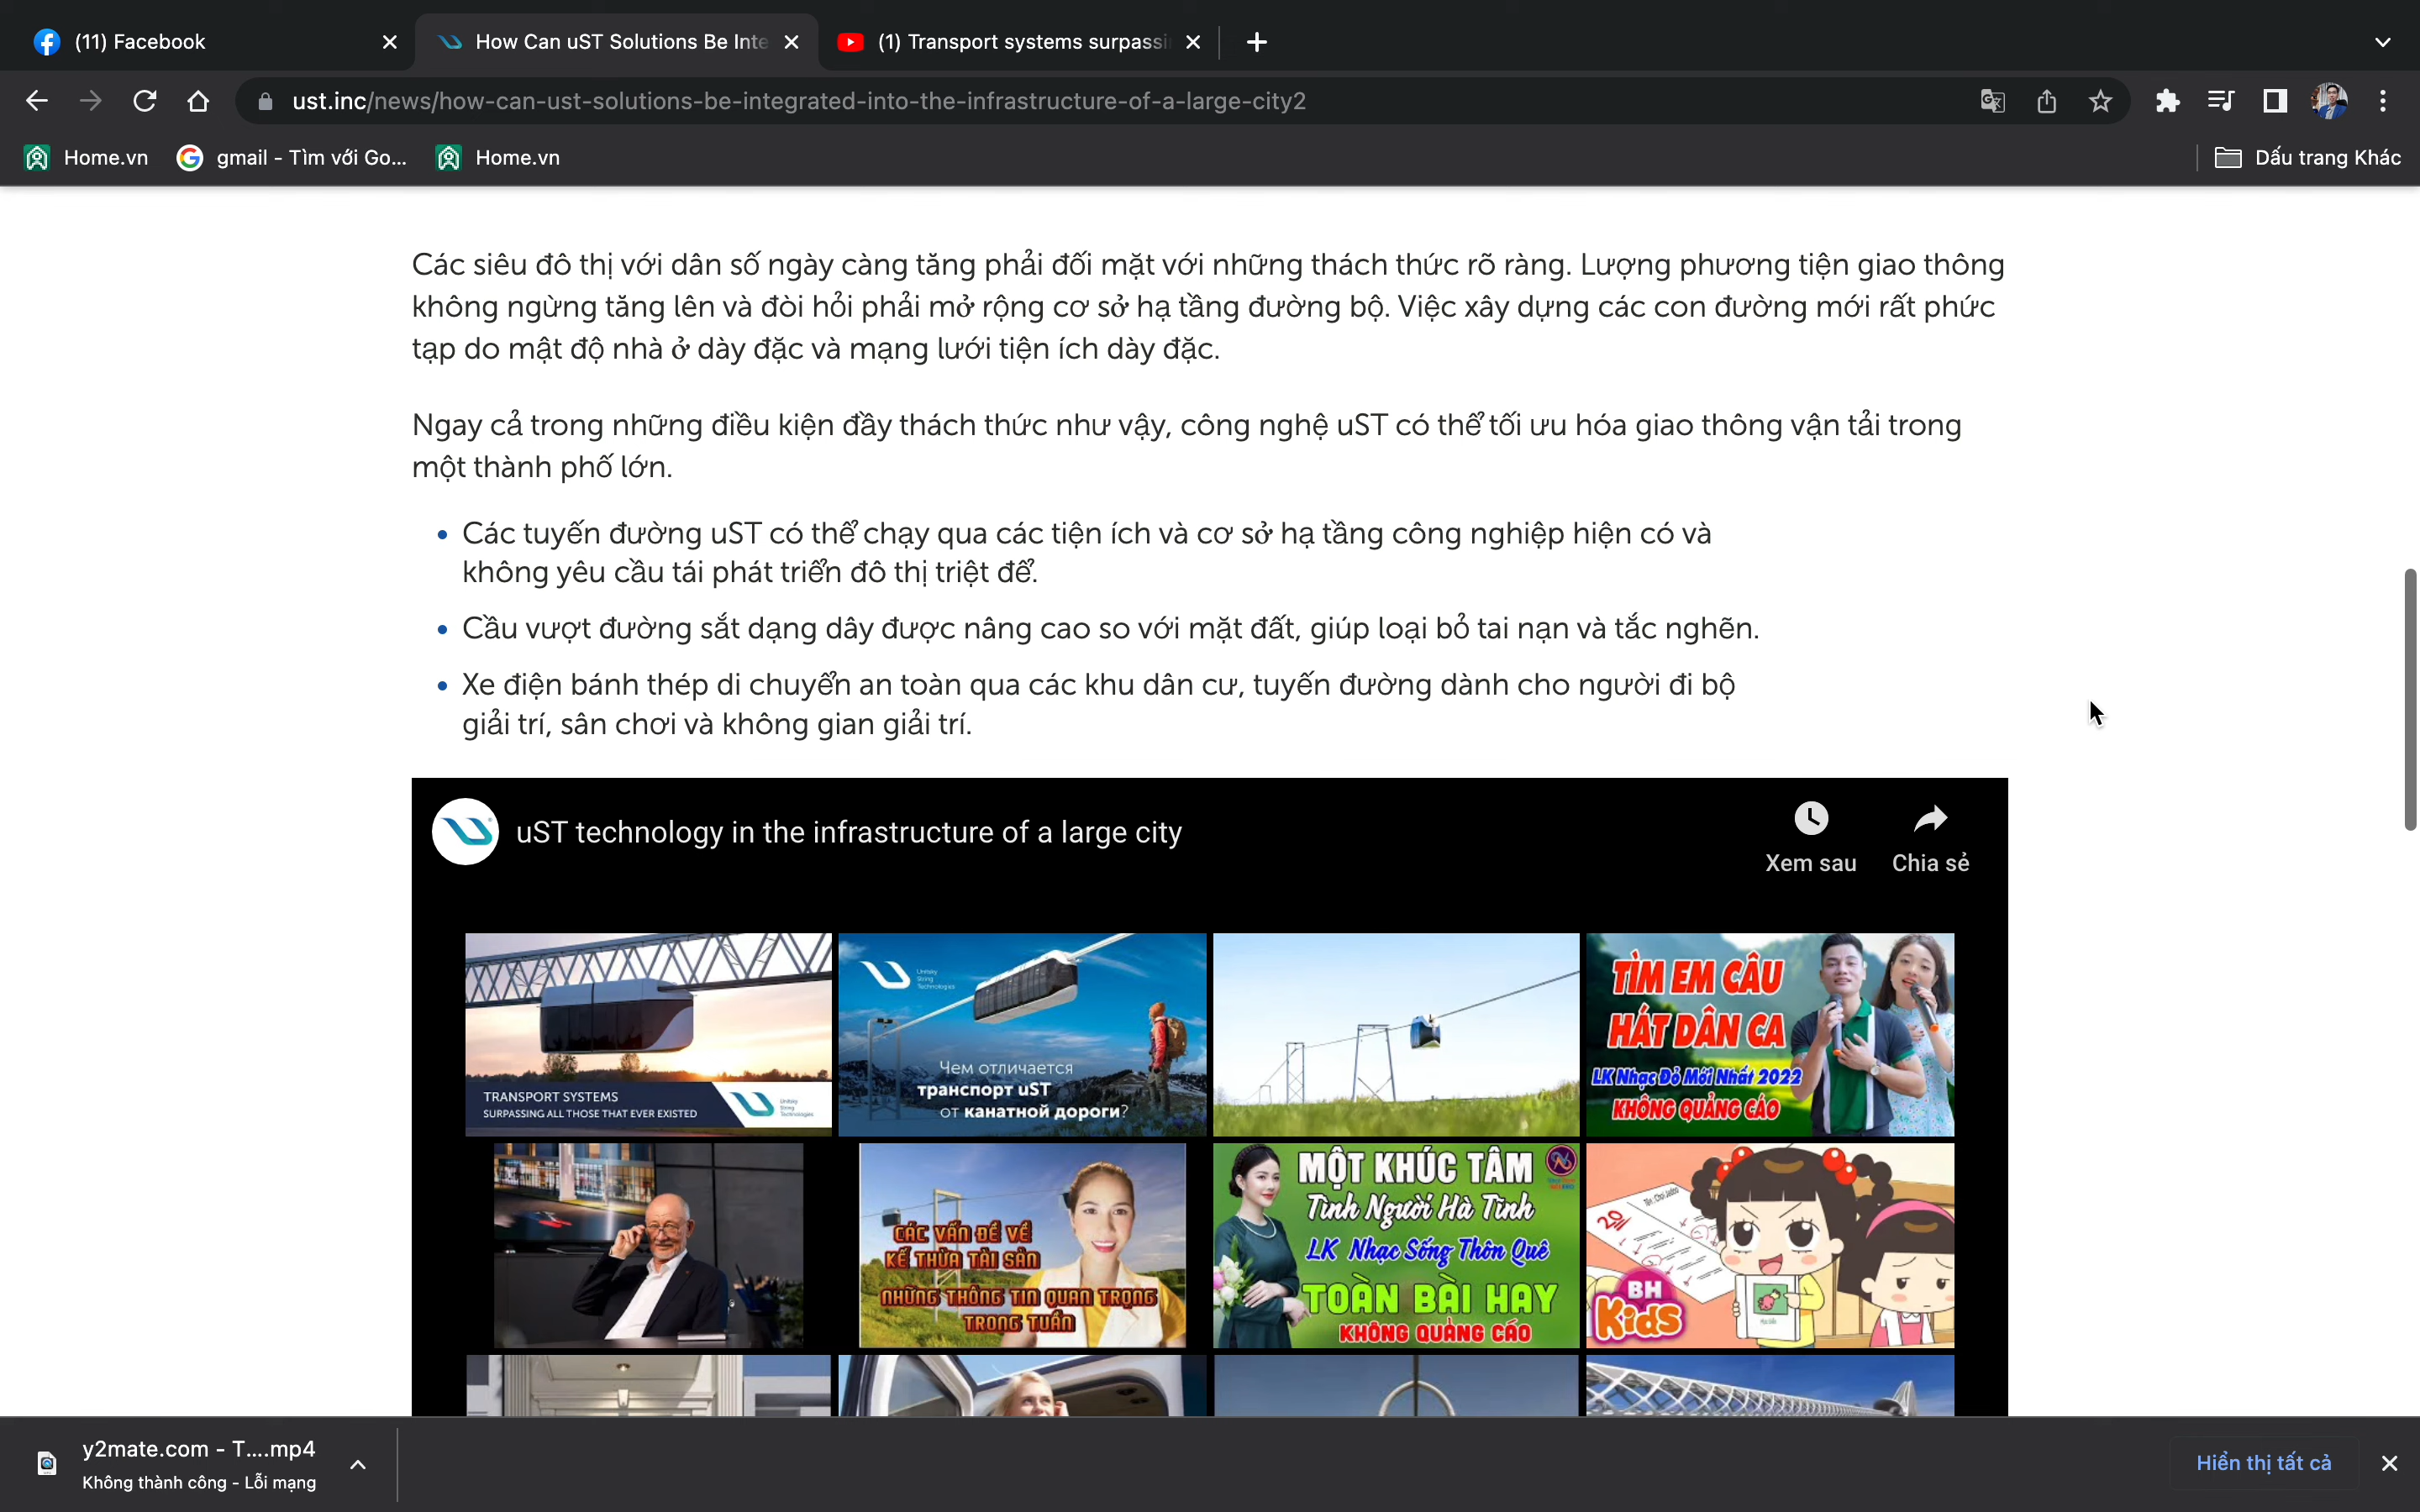 (11) Facebook
How Can uST Solutions Be Inte
(1) Transport systems surpassi
ust.inc/news/how-can-ust-solutions-be-integrated-into-the-infrastructure-of-a-large-city2
Home.vn
gmail - Tìm với Go...
Home.vn
Dấu trang Khác
Các siêu đô thị với dân số ngày càng tăng phải đối mặt với những thách thức rõ ràng. Lượng phương tiện giao thông
không ngừng tăng lên và đòi hỏi phải mở rộng cơ sở hạ tầng đường bộ. Việc xây dựng các con đường mới rất phức
tạp do mật độ nhà ở dày đặc và mạng lưới tiện ích dày đặc.
Ngay cả trong những điều kiện đầy thách thức như vậy, công nghệ uST có thể tối ưu hóa giao thông vận tải trong
một thành phố lớn.
Các tuyến đường uST có thể chạy qua các tiện ích và cơ sở hạ tầng công nghiệp hiện có và
không yêu cầu tái phát triển đô thị triệt để.
Cầu vượt đường sắt dạng dây được nâng cao so với mặt đất, giúp loại bỏ tai nạn và tắc nghẽn.
Xe điện bánh thép di chuyển an toàn qua các khu dân cư, tuyến đường dành cho người đi bộ
giải trí, sân chơi và không gian giải trí.
uST technology in the infrastructure of a large city
Xem sau
Chia sẻ
TRANSPORT SYSTEMS
SURPASSING ALL THOSE THAT EVER EXISTED
Unitsky
String
Technologies
Unitsky
String
Technologies
Чем отличается
транспорт uST
от канатной дороги?
TÌM EM CÂU
HÁT DÂN CA
LK Nhạc Đỏ Mới Nhất 2022
KHÔNG QUẢNG CÁO
CÁC VẤN ĐỀ VỀ
KẾ THỪA TÀI SẢN
NHỮNG THÔNG TIN QUAN TRỌNG
TRONG TUẦN
MỘT KHÚC TÂM
Tình Người Hà Tĩnh
LK Nhạc Sống Thôn Quê
TOÀN BÀI HAY
KHÔNG QUẢNG CÁO
20
BH
Kids
y2mate.com - T....mp4
Không thành công - Lỗi mạng
Hiển thị tất cả